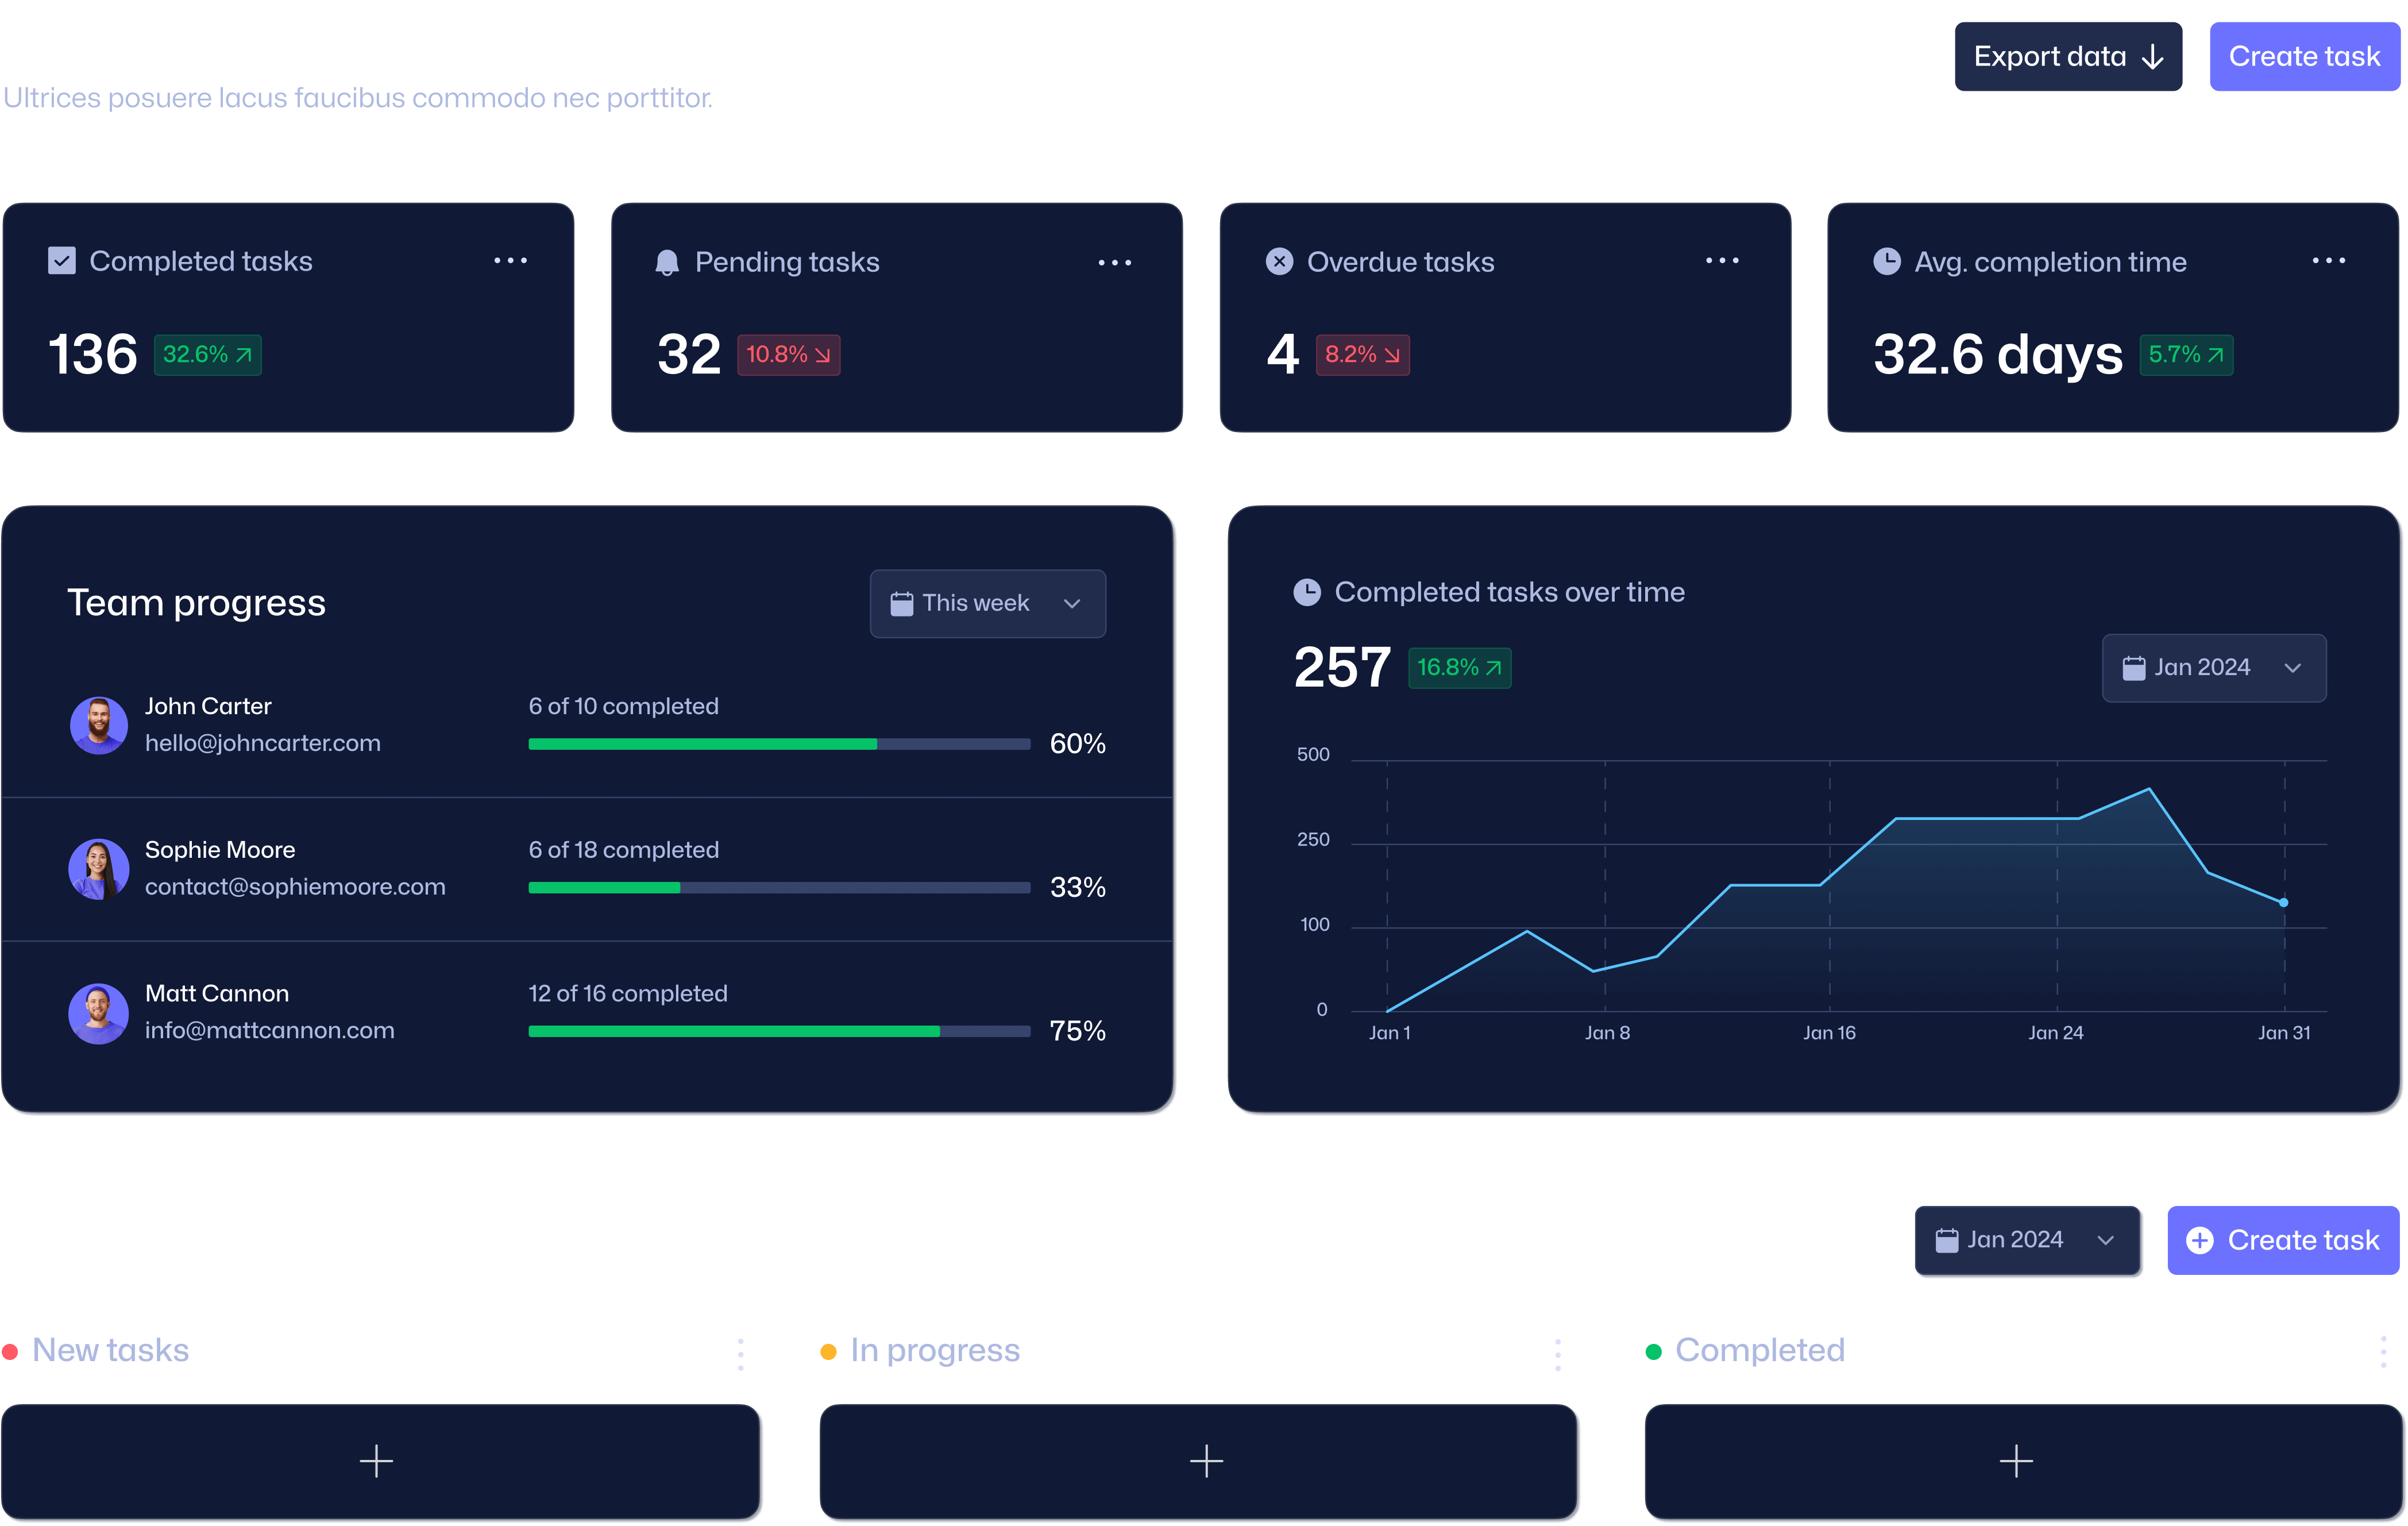 Export data
Create task
Ultrices posuere lacus faucibus commodo nec porttitor.
Completed tasks
136 32.6%
Pending tasks
32 10.8%
Overdue tasks
4 8.2%
Avg. completion time
32.6 days 5.7%
Team progress
This week
John Carter
hello@johncarter.com
6 of 10 completed
60%
Sophie Moore
contact@sophiemoore.com
6 of 18 completed
33%
Matt Cannon
info@mattcannon.com
12 of 16 completed
75%
Completed tasks over time
257 16.8%
Jan 2024
500
250
100
0
Jan 1 Jan 8 Jan 16 Jan 24 Jan 31
Jan 2024
Create task
New tasks
In progress
Completed